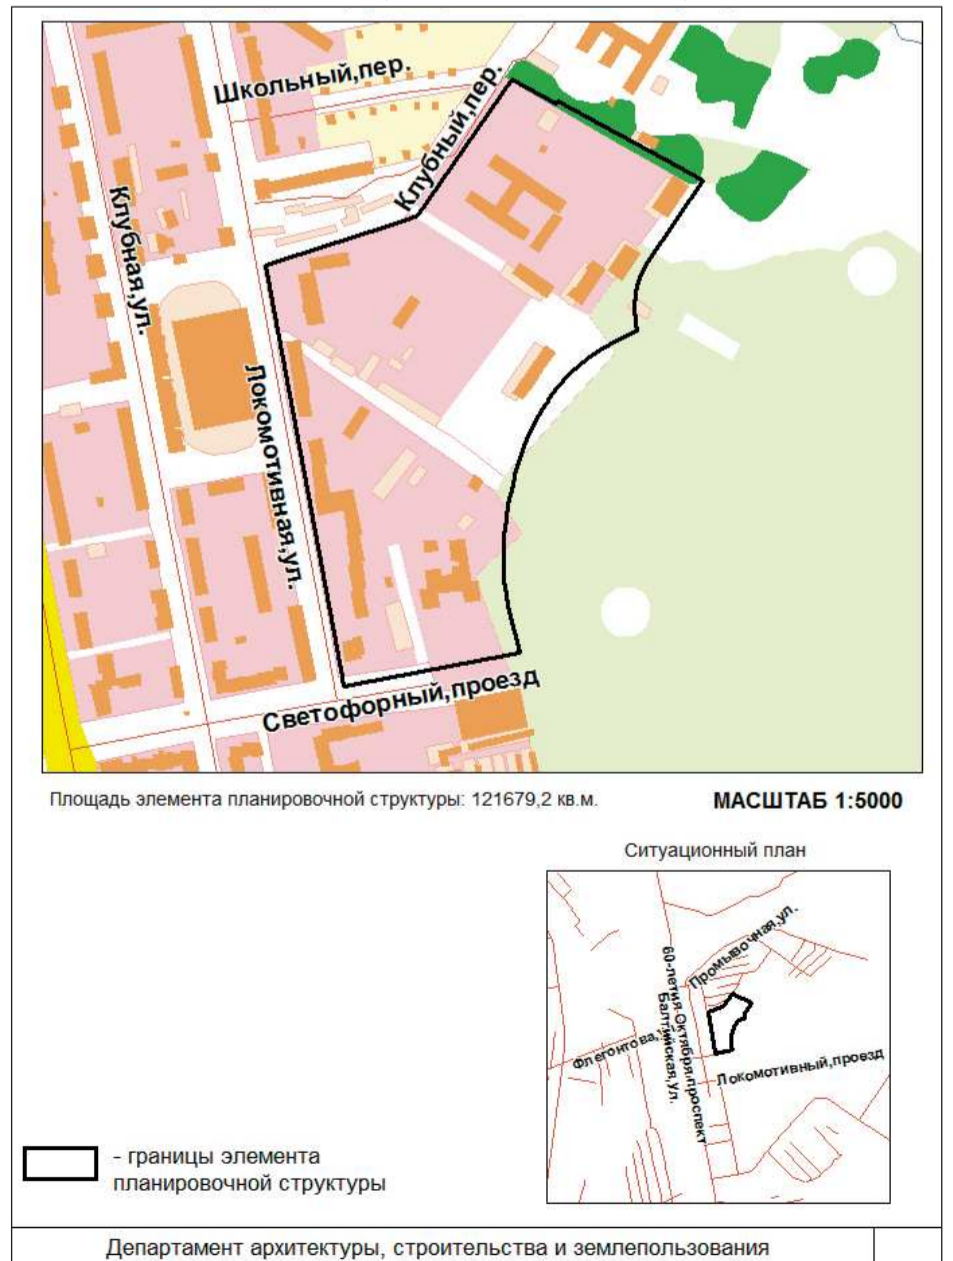 Школьный,пер.
Клубный,пер.
Клубная,ул.
Локомотивная,ул.
Светофорный,проезд
Площадь элемента планировочной структуры: 121679,2 кв.м.
МАСШТАБ 1:5000
Ситуационный план
Промывочная,ул.
60-летия Октября,проспект
Балтийская,ул.
Флегонтова,
Локомотивный,проезд
- границы элемента
планировочной структуры
Департамент архитектуры, строительства и землепользования